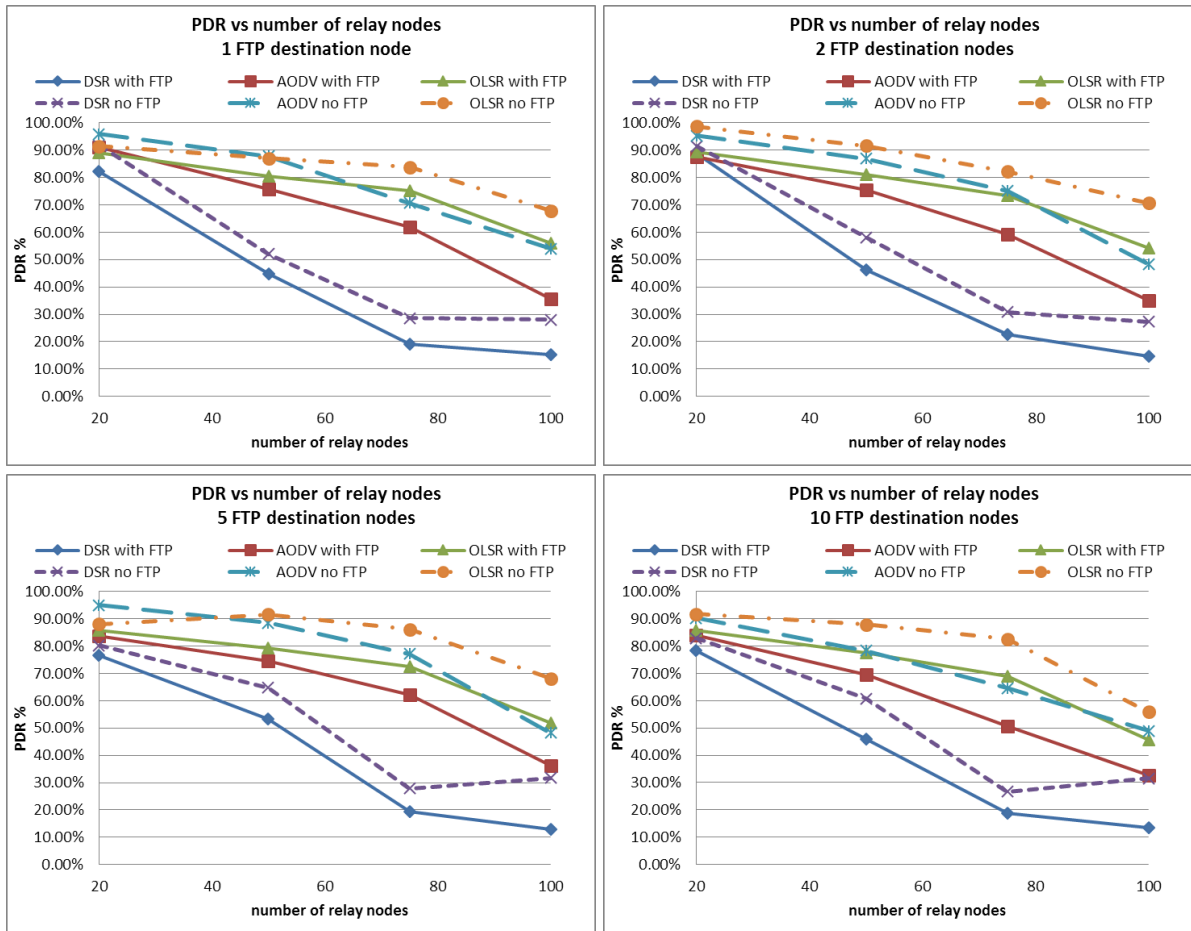 PDR vs number of relay nodes
1 FTP destination node
DSR with FTP AODV with FTP OLSR with FTP
DSR no FTP AODV no FTP OLSR no FTP
100.00%
90.00%
80.00%
70.00%
60.00%
50.00%
40.00%
30.00%
20.00%
10.00%
0.00%
PDR %
20 40 60 80 100
number of relay nodes
PDR vs number of relay nodes
2 FTP destination nodes
DSR with FTP AODV with FTP OLSR with FTP
DSR no FTP AODV no FTP OLSR no FTP
100.00%
90.00%
80.00%
70.00%
60.00%
50.00%
40.00%
30.00%
20.00%
10.00%
0.00%
PDR %
20 40 60 80 100
number of relay nodes
PDR vs number of relay nodes
5 FTP destination nodes
DSR with FTP AODV with FTP OLSR with FTP
DSR no FTP AODV no FTP OLSR no FTP
100.00%
90.00%
80.00%
70.00%
60.00%
50.00%
40.00%
30.00%
20.00%
10.00%
0.00%
PDR %
20 40 60 80 100
number of relay nodes
PDR vs number of relay nodes
10 FTP destination nodes
DSR with FTP AODV with FTP OLSR with FTP
DSR no FTP AODV no FTP OLSR no FTP
100.00%
90.00%
80.00%
70.00%
60.00%
50.00%
40.00%
30.00%
20.00%
10.00%
0.00%
PDR %
20 40 60 80 100
number of relay nodes